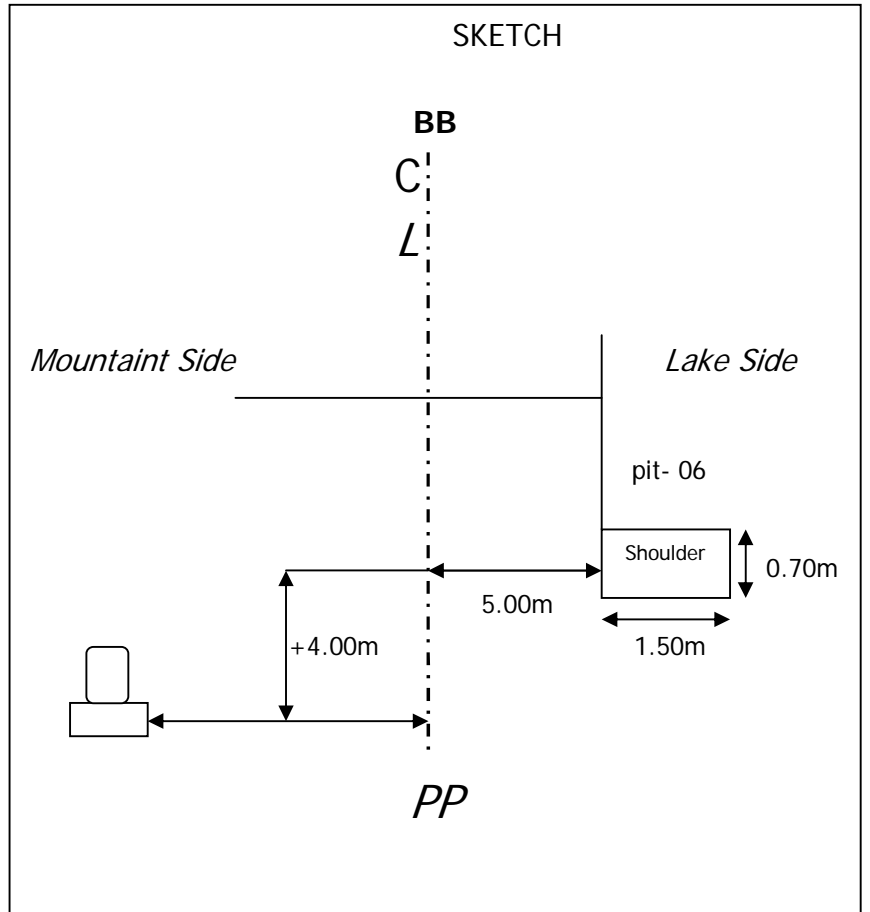 SKETCH
BB
C
L
Mountaint Side
Lake Side
pit- 06
Shoulder
0.70m
5.00m
1.50m
+4.00m
PP